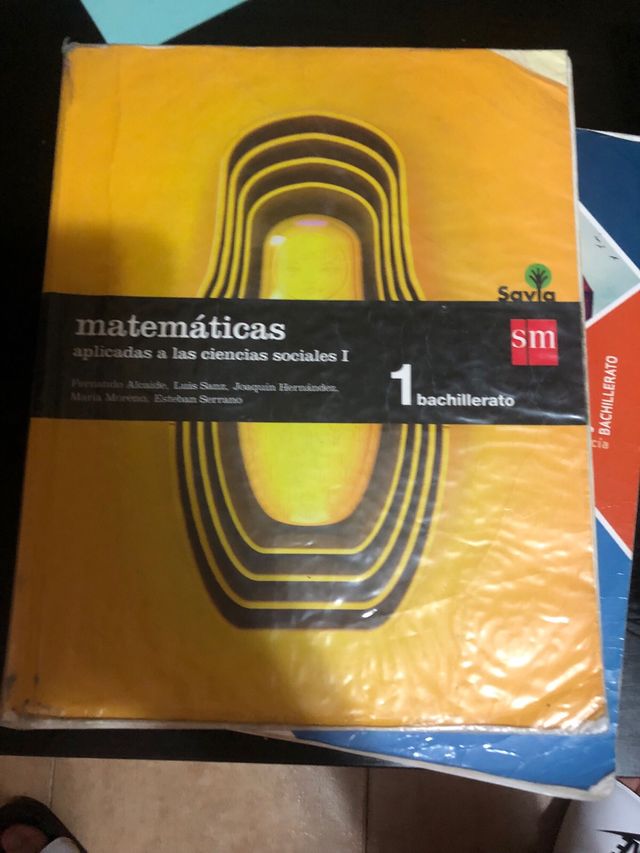 Savia
matemáticas
aplicadas a las ciencias sociales I
sm
Fernando Alcaide, Luis Sanz, Joaquín Hernández,
María Moreno, Esteban Serrano
1 bachillerato
BACHILLERATO